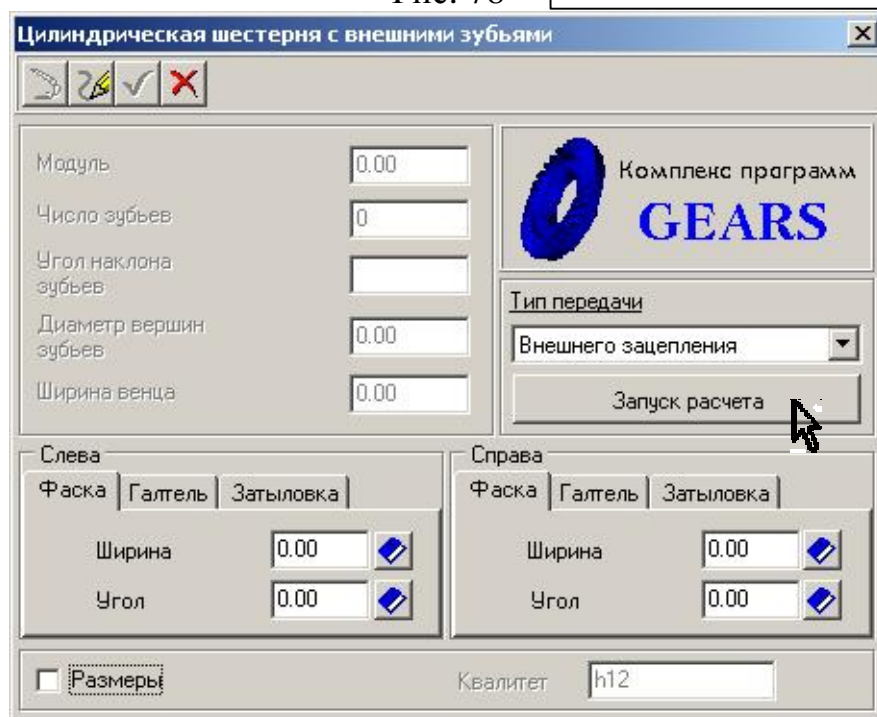 Рис. 78
Цилиндрическая шестерня с внешними зубьями
Модуль 0.00
Число зубьев 0
Угол наклона
зубьев
Диаметр вершин
зубьев 0.00
Ширина венца 0.00
Комплекс программ
GEARS
Тип передачи
Внешнего зацепления
Запуск расчета
Слева
Фаска Галтель Затыловка
Ширина 0.00
Угол 0.00
Справа
Фаска Галтель Затыловка
Ширина 0.00
Угол 0.00
Размеры Квалитет h12